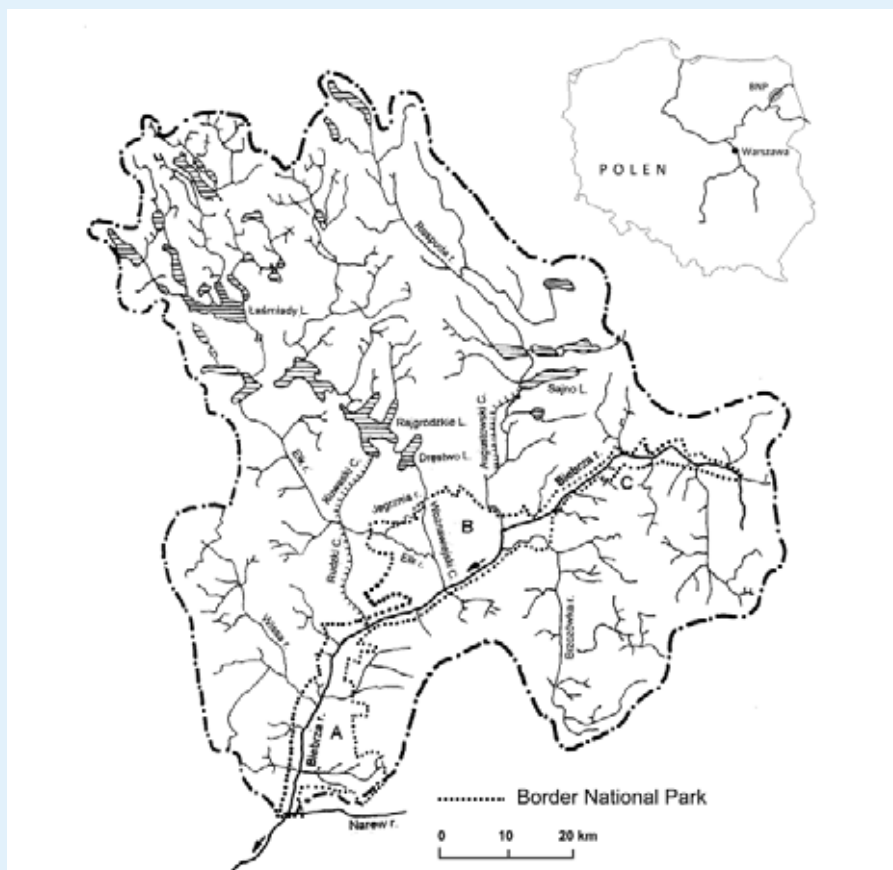 BNP
Warszawa
POLEN
Rospuda r.
Łaśmiady L.
Sajno L.
Augustowski C.
Rajgrodzkie L.
Dręstwo L.
Ełk r.
Kuwaski C.
Biebrza r.
C
Jegrznia r.
B
Woźnawiejski C.
Rudzki C.
Ełk r.
Brzozówka r.
Wissa r.
Biebrza r.
A
Border National Park
Narew r.
0 10 20 km